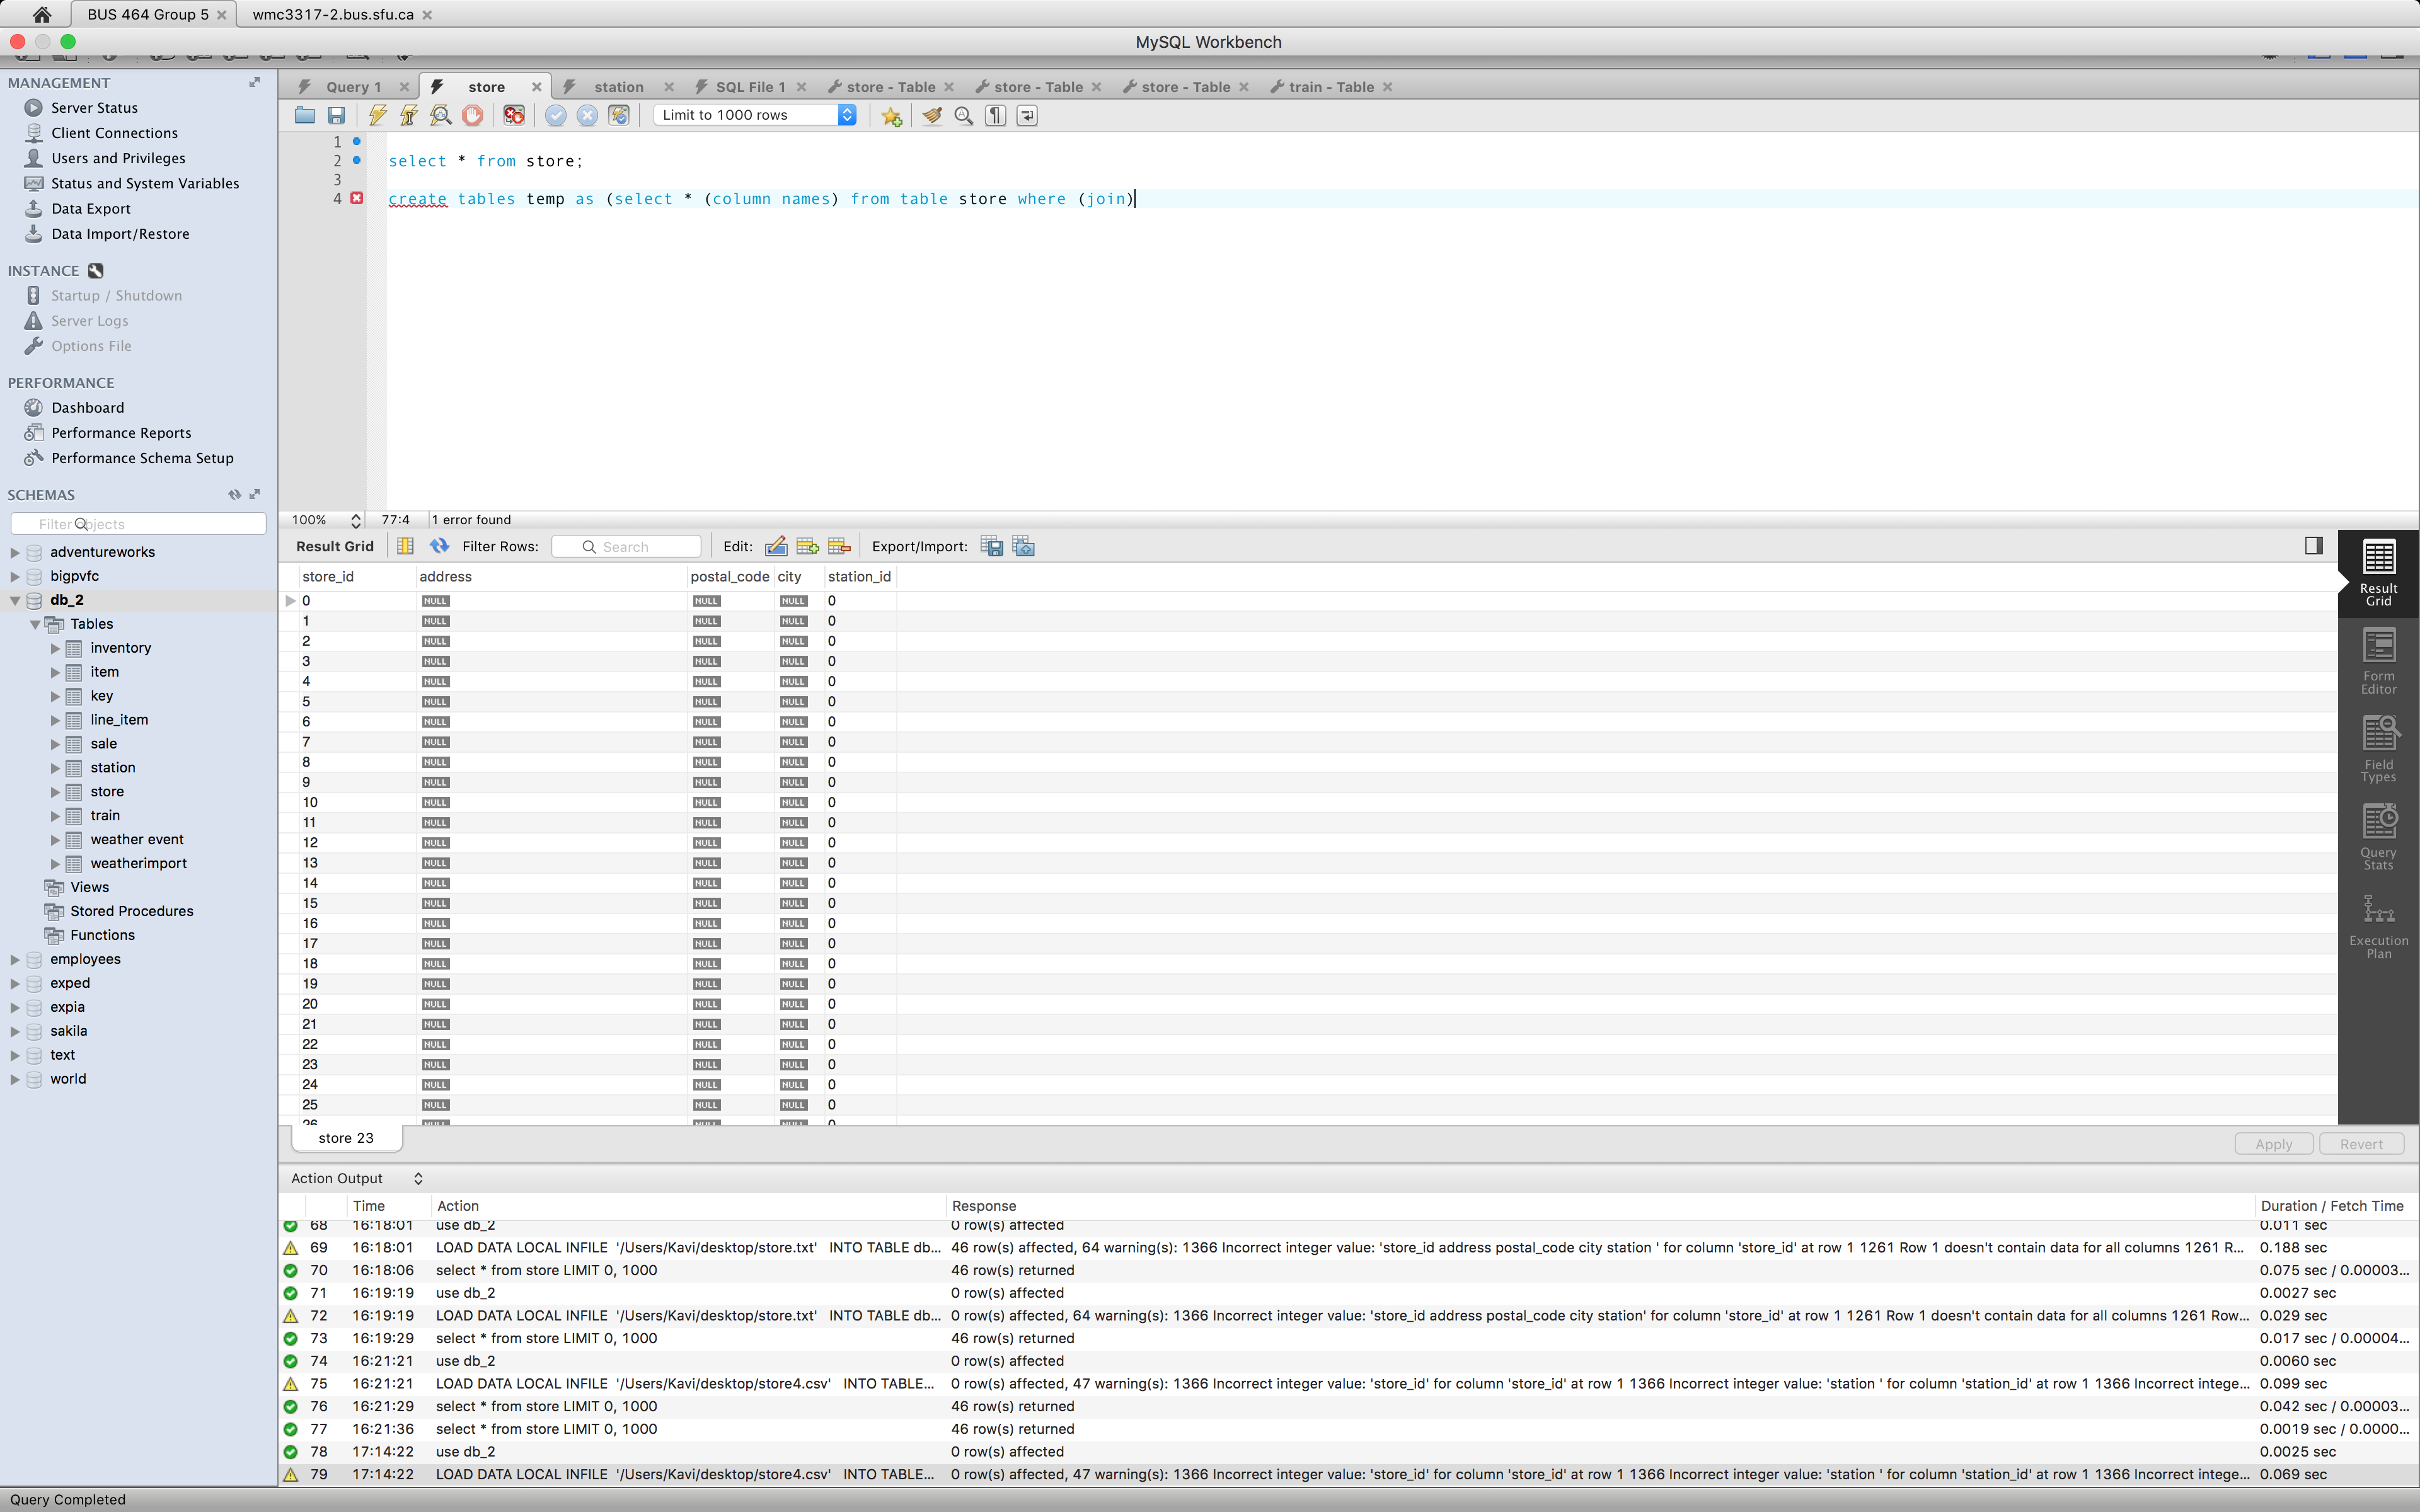 BUS 464 Group 5
wmc3317-2.bus.sfu.ca
MySQL Workbench
MANAGEMENT
Server Status
Client Connections
Users and Privileges
Status and System Variables
Data Export
Data Import/Restore
INSTANCE
Startup / Shutdown
Server Logs
Options File
PERFORMANCE
Dashboard
Performance Reports
Performance Schema Setup
SCHEMAS
Filter objects
adventureworks
bigpvfc
db_2
Tables
inventory
item
key
line_item
sale
station
store
train
weather event
weatherimport
Views
Stored Procedures
Functions
employees
exped
expia
sakila
text
world
Query 1 store station SQL File 1 store - Table store - Table store - Table train - Table
Limit to 1000 rows
1
2 select * from store;
3
4 create tables temp as (select * (column names) from table store where (join)
100% 77:4 1 error found
Result Grid Filter Rows: Search Edit: Export/Import:
store_id address postal_code city station_id
0 NULL NULL NULL 0
1 NULL NULL NULL 0
2 NULL NULL NULL 0
3 NULL NULL NULL 0
4 NULL NULL NULL 0
5 NULL NULL NULL 0
6 NULL NULL NULL 0
7 NULL NULL NULL 0
8 NULL NULL NULL 0
9 NULL NULL NULL 0
10 NULL NULL NULL 0
11 NULL NULL NULL 0
12 NULL NULL NULL 0
13 NULL NULL NULL 0
14 NULL NULL NULL 0
15 NULL NULL NULL 0
16 NULL NULL NULL 0
17 NULL NULL NULL 0
18 NULL NULL NULL 0
19 NULL NULL NULL 0
20 NULL NULL NULL 0
21 NULL NULL NULL 0
22 NULL NULL NULL 0
23 NULL NULL NULL 0
24 NULL NULL NULL 0
25 NULL NULL NULL 0
26 NULL NULL NULL 0
Result Grid
Form Editor
Field Types
Query Stats
Execution Plan
store 23
Apply Revert
Action Output
Time Action Response Duration / Fetch Time
68 16:18:01 use db_2 0 row(s) affected 0.011 sec
69 16:18:01 LOAD DATA LOCAL INFILE '/Users/Kavi/desktop/store.txt' INTO TABLE db... 46 row(s) affected, 64 warning(s): 1366 Incorrect integer value: 'store_id address postal_code city station ' for column 'store_id' at row 1 1261 Row 1 doesn't contain data for all columns 1261 R... 0.188 sec
70 16:18:06 select * from store LIMIT 0, 1000 46 row(s) returned 0.075 sec / 0.00003...
71 16:19:19 use db_2 0 row(s) affected 0.0027 sec
72 16:19:19 LOAD DATA LOCAL INFILE '/Users/Kavi/desktop/store.txt' INTO TABLE db... 0 row(s) affected, 64 warning(s): 1366 Incorrect integer value: 'store_id address postal_code city station' for column 'store_id' at row 1 1261 Row 1 doesn't contain data for all columns 1261 Row... 0.029 sec
73 16:19:29 select * from store LIMIT 0, 1000 46 row(s) returned 0.017 sec / 0.00004...
74 16:21:21 use db_2 0 row(s) affected 0.0060 sec
75 16:21:21 LOAD DATA LOCAL INFILE '/Users/Kavi/desktop/store4.csv' INTO TABLE... 0 row(s) affected, 47 warning(s): 1366 Incorrect integer value: 'store_id' for column 'store_id' at row 1 1366 Incorrect integer value: 'station ' for column 'station_id' at row 1 1366 Incorrect intege... 0.099 sec
76 16:21:29 select * from store LIMIT 0, 1000 46 row(s) returned 0.042 sec / 0.00003...
77 16:21:36 select * from store LIMIT 0, 1000 46 row(s) returned 0.0019 sec / 0.0000...
78 17:14:22 use db_2 0 row(s) affected 0.0025 sec
79 17:14:22 LOAD DATA LOCAL INFILE '/Users/Kavi/desktop/store4.csv' INTO TABLE... 0 row(s) affected, 47 warning(s): 1366 Incorrect integer value: 'store_id' for column 'store_id' at row 1 1366 Incorrect integer value: 'station ' for column 'station_id' at row 1 1366 Incorrect intege... 0.069 sec
Query Completed